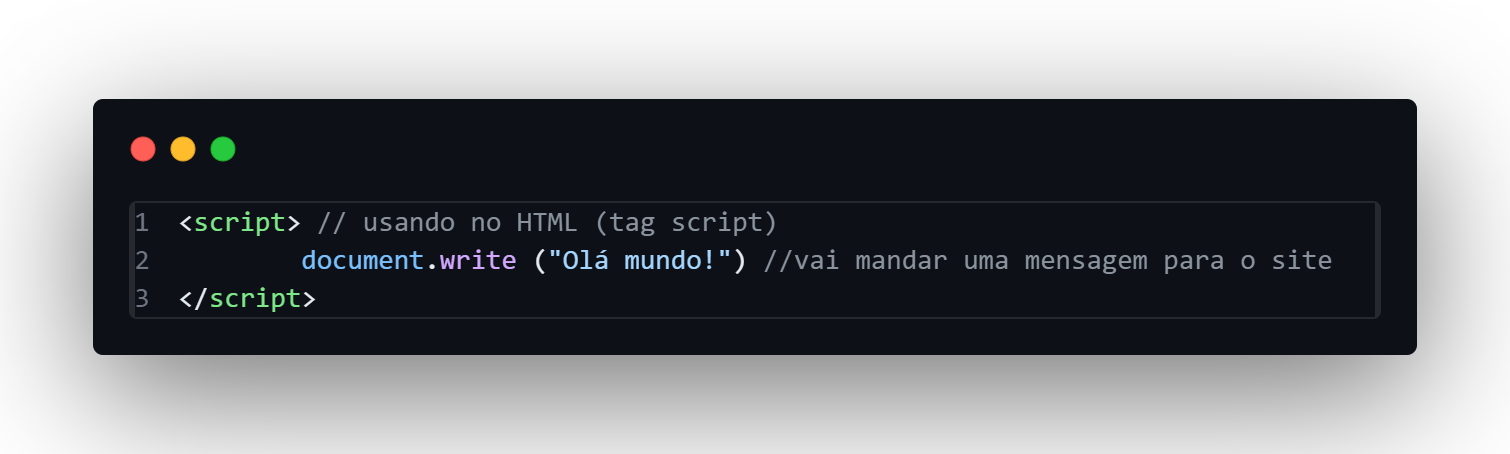 1 <script> // usando no HTML (tag script)
2 document.write ("Olá mundo!") //vai mandar uma mensagem para o site
3 </script>